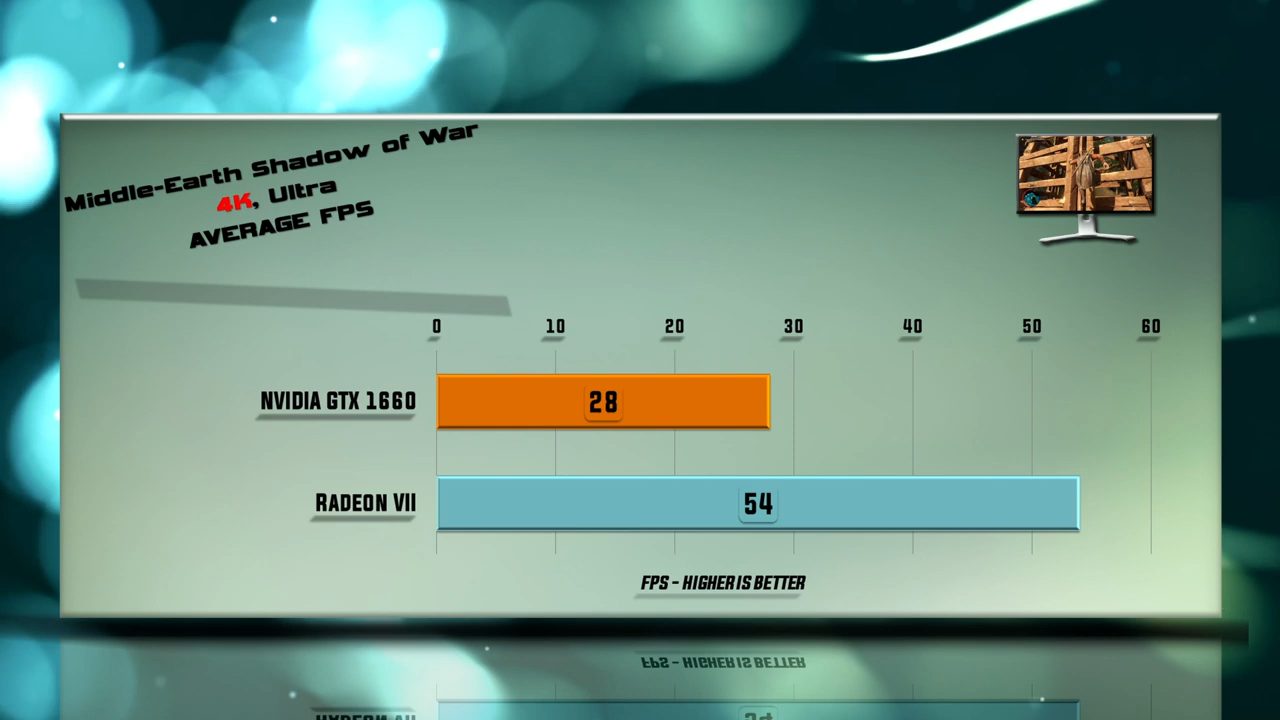 Middle-Earth Shadow of War
4K, Ultra
AVERAGE FPS
0 10 20 30 40 50 60
NVIDIA GTX 1660 28
RADEON VII 54
FPS - HIGHER IS BETTER